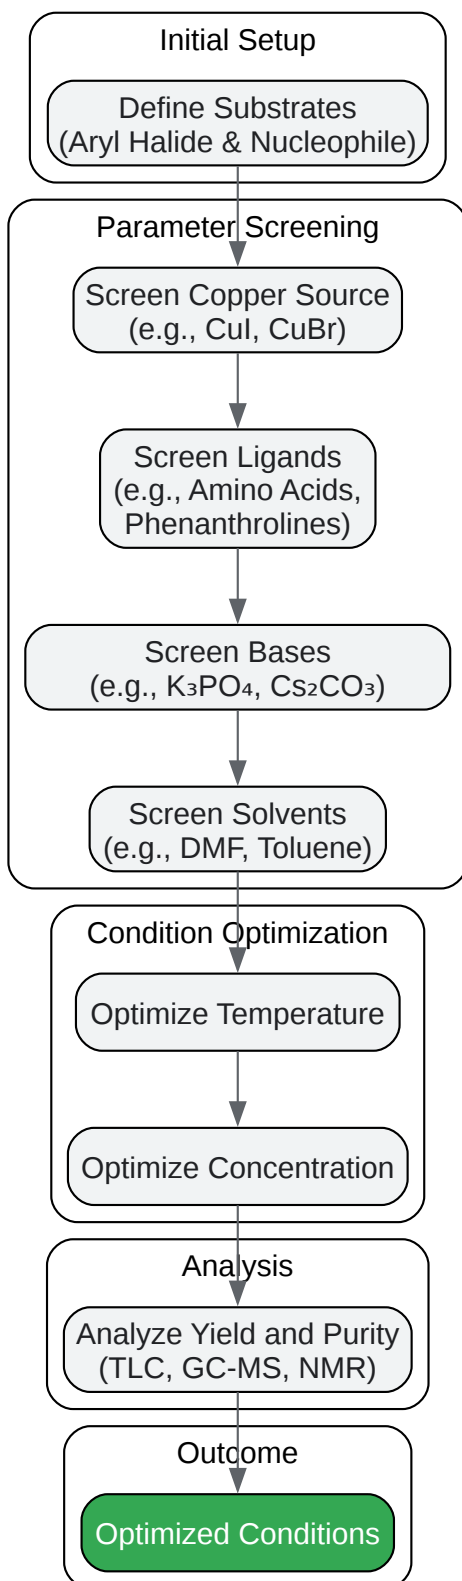 Initial Setup
Define Substrates
(Aryl Halide & Nucleophile)
Parameter Screening
Screen Copper Source
(e.g., CuI, CuBr)
Screen Ligands
(e.g., Amino Acids,
Phenanthrolines)
Screen Bases
(e.g., K₃PO₄, Cs₂CO₃)
Screen Solvents
(e.g., DMF, Toluene)
Condition Optimization
Optimize Temperature
Optimize Concentration
Analysis
Analyze Yield and Purity
(TLC, GC-MS, NMR)
Outcome
Optimized Conditions